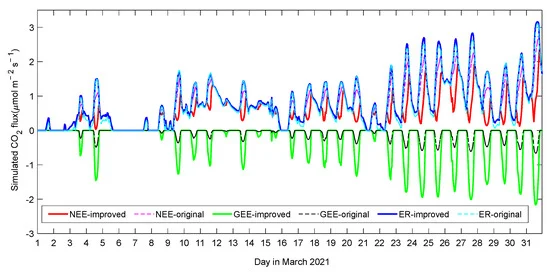 Simulated CO2 flux(μmol m−2 s−1)
3
2
1
0
-1
-2
-3
NEE-improved NEE-original GEE-improved GEE-original ER-improved ER-original
1 2 3 4 5 6 7 8 9 10 11 12 13 14 15 16 17 18 19 20 21 22 23 24 25 26 27 28 29 30 31
Day in March 2021